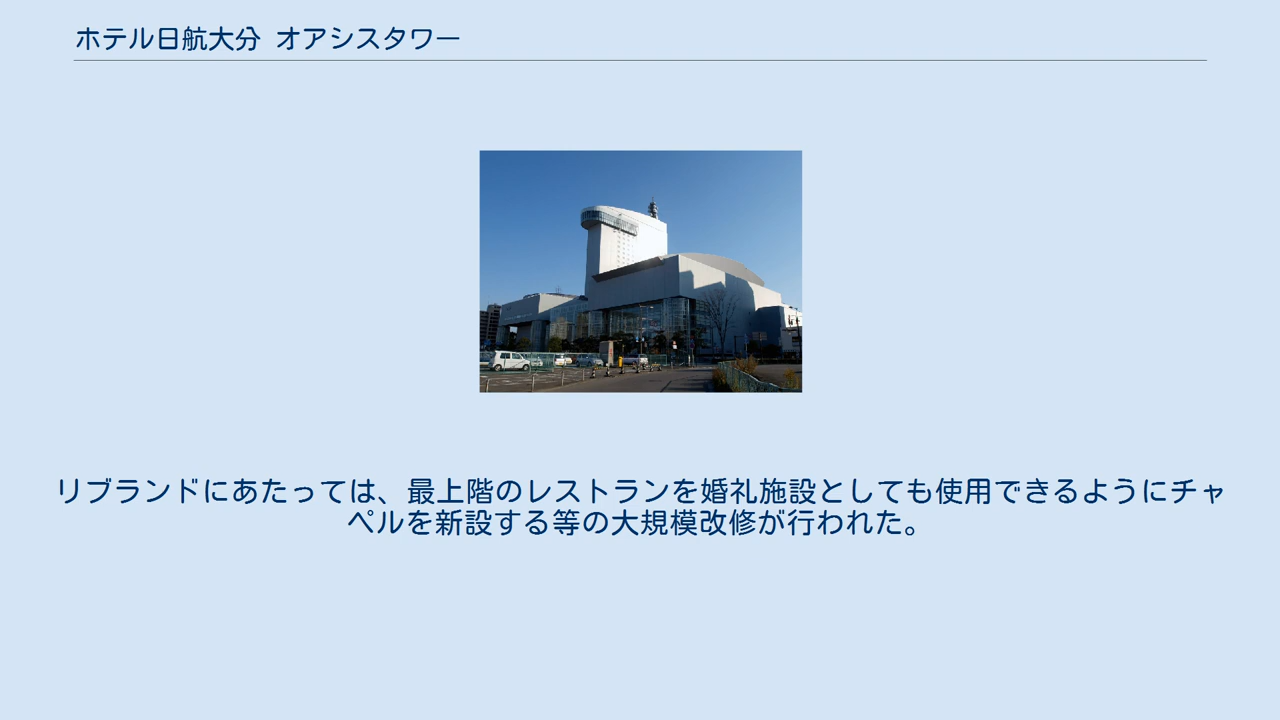 ホテル日航大分 オアシスタワー
リブランドにあたっては、最上階のレストランを婚礼施設としても使用できるようにチャ
ペルを新設する等の大規模改修が行われた。